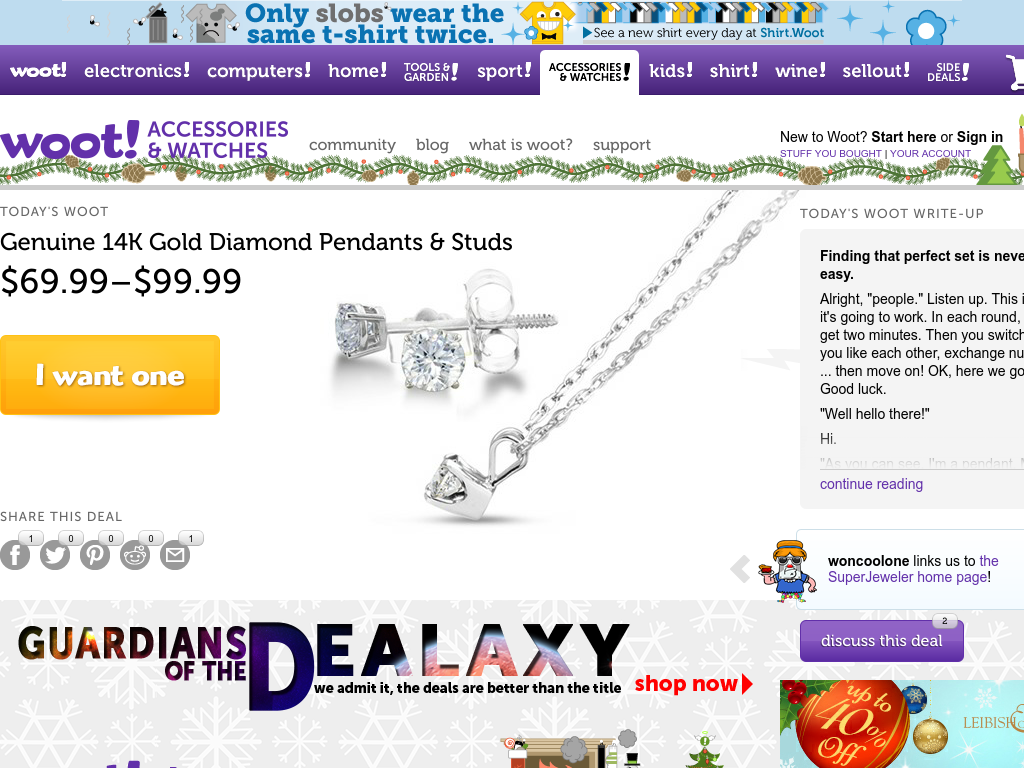 Only slobs wear the
same t-shirt twice.
See a new shirt every day at Shirt.Woot
woot! electronics! computers! home! TOOLS & GARDEN! sport! ACCESSORIES & WATCHES! kids! shirt! wine! sellout! SIDE DEALS!
woot! ACCESSORIES
& WATCHES
community blog what is woot? support
New to Woot? Start here or Sign in
STUFF YOU BOUGHT | YOUR ACCOUNT
TODAY'S WOOT
Genuine 14K Gold Diamond Pendants & Studs
$69.99–$99.99
I want one
SHARE THIS DEAL
1 0 0 0 1
TODAY'S WOOT WRITE-UP
Finding that perfect set is neve
easy.
Alright, "people." Listen up. This i
it's going to work. In each round,
get two minutes. Then you switch
you like each other, exchange nu
... then move on! OK, here we go
Good luck.
"Well hello there!"
Hi.
"As you can see, I'm a pendant.
continue reading
woncoolone links us to the
SuperJeweler home page!
2
discuss this deal
GUARDIANS
OF THE
DEALAXY
we admit it, the deals are better than the title
shop now
up to
40%
Off
LEIBISH